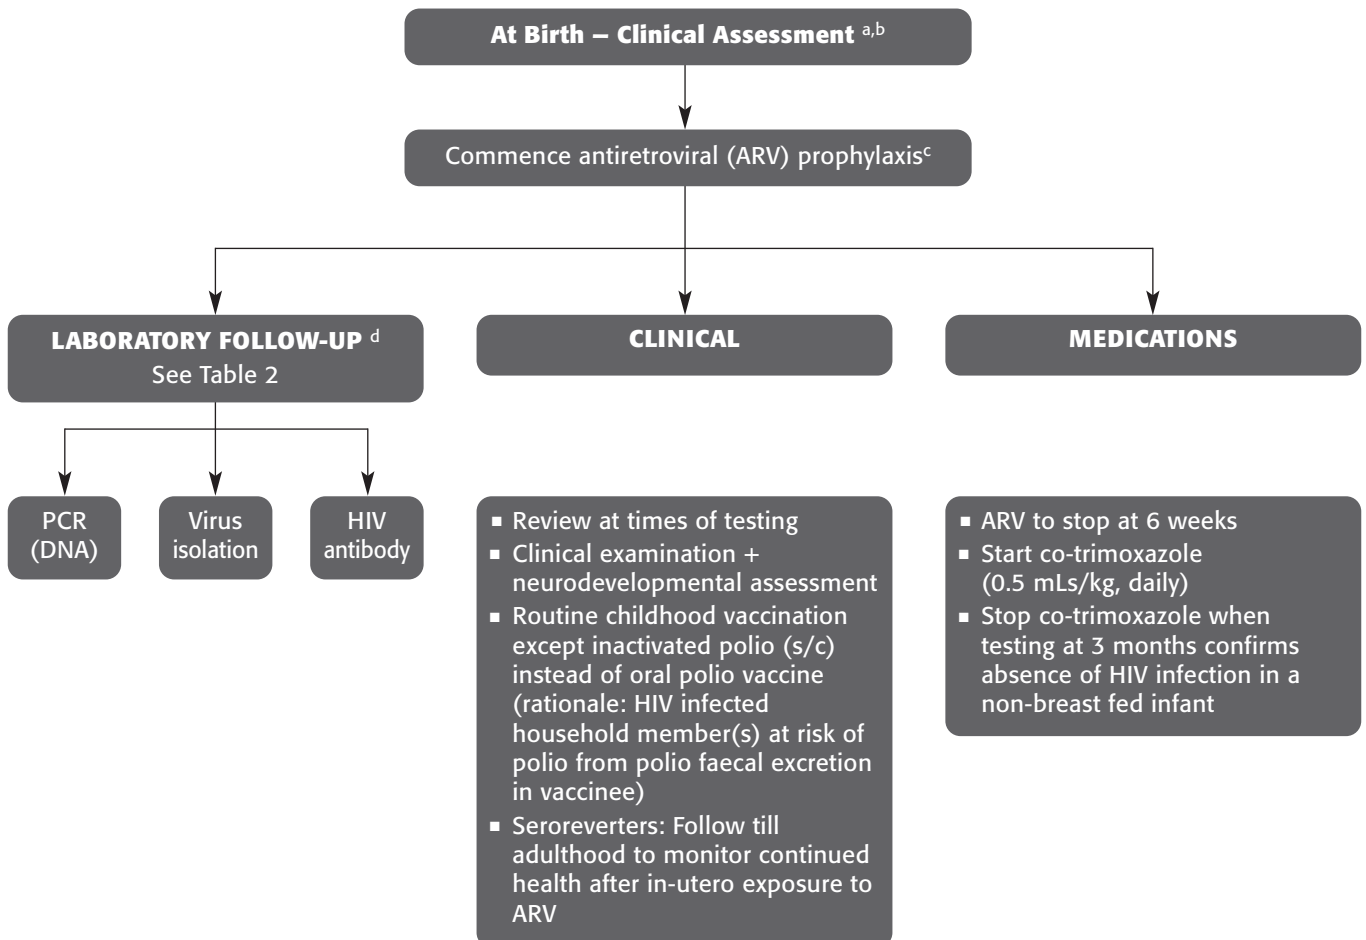 At Birth – Clinical Assessment a,b
Commence antiretroviral (ARV) prophylaxisc
LABORATORY FOLLOW-UP d
See Table 2
PCR
(DNA)
Virus
isolation
HIV
antibody
CLINICAL
■ Review at times of testing
■ Clinical examination +
neurodevelopmental assessment
■ Routine childhood vaccination
except inactivated polio (s/c)
instead of oral polio vaccine
(rationale: HIV infected
household member(s) at risk of
polio from polio faecal excretion
in vaccinee)
■ Seroreverters: Follow till
adulthood to monitor continued
health after in-utero exposure to
ARV
MEDICATIONS
■ ARV to stop at 6 weeks
■ Start co-trimoxazole
(0.5 mLs/kg, daily)
■ Stop co-trimoxazole when
testing at 3 months confirms
absence of HIV infection in a
non-breast fed infant